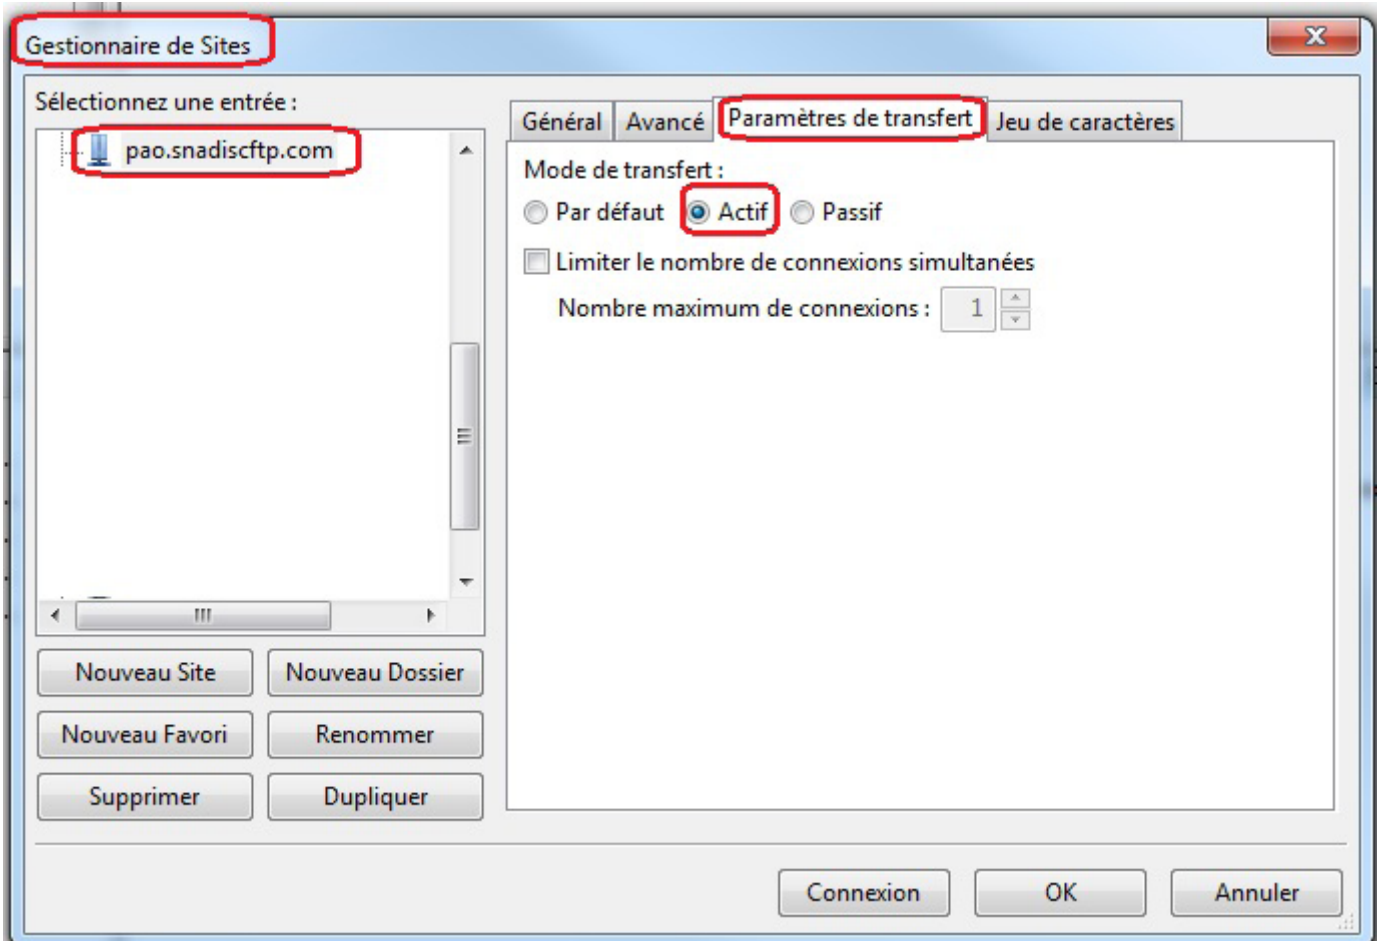 Gestionnaire de Sites
Sélectionnez une entrée :
pao.snadiscftp.com
Général Avancé Paramètres de transfert Jeu de caractères
Mode de transfert :
Par défaut Actif Passif
Limiter le nombre de connexions simultanées
Nombre maximum de connexions : 1
Nouveau Site Nouveau Dossier
Nouveau Favori Renommer
Supprimer Dupliquer
Connexion OK Annuler